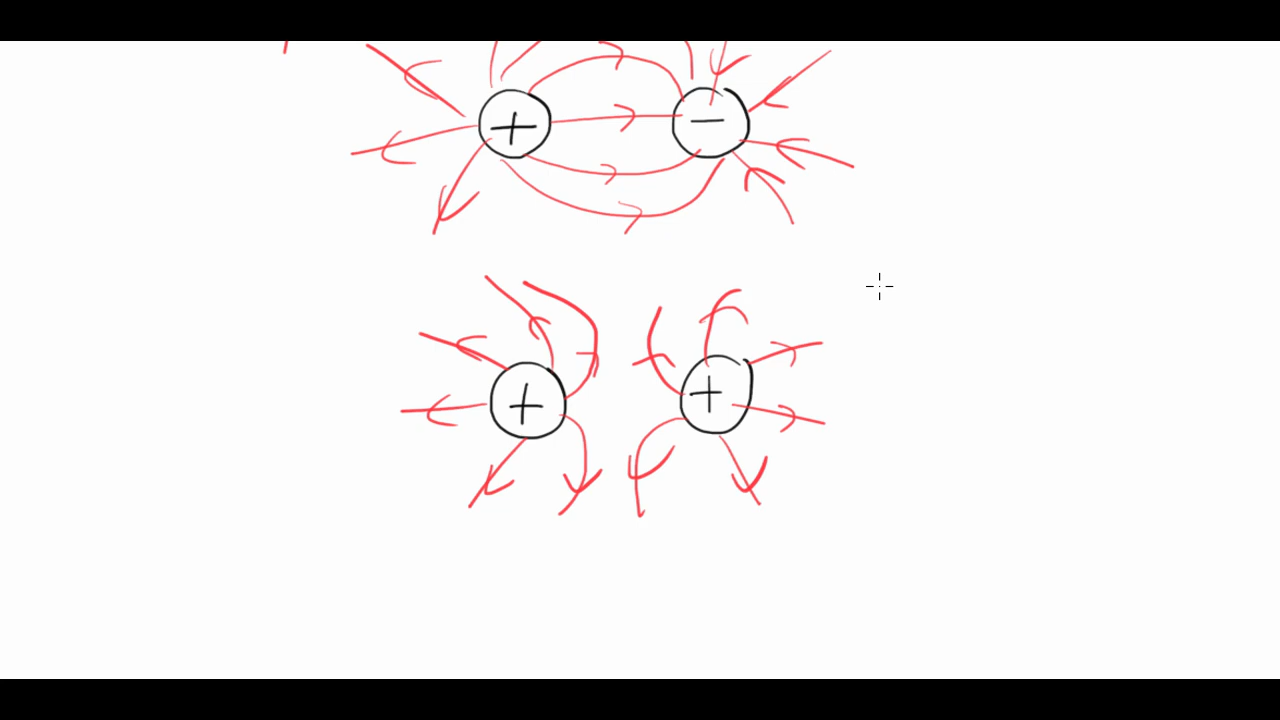 + −
+ +